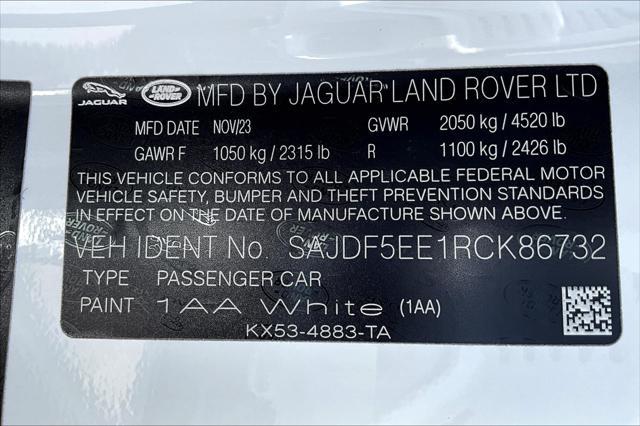 JAGUAR LAND ROVER MFD BY JAGUAR LAND ROVER LTD
MFD DATE NOV/23 GVWR 2050 kg / 4520 lb
GAWR F 1050 kg / 2315 lb R 1100 kg / 2426 lb
THIS VEHICLE CONFORMS TO ALL APPLICABLE FEDERAL MOTOR
VEHICLE SAFETY, BUMPER AND THEFT PREVENTION STANDARDS
IN EFFECT ON THE DATE OF MANUFACTURE SHOWN ABOVE.
VEH IDENT No. SAJDF5EE1RCK86732
TYPE PASSENGER CAR
PAINT 1AA White (1AA)
KX53-4883-TA